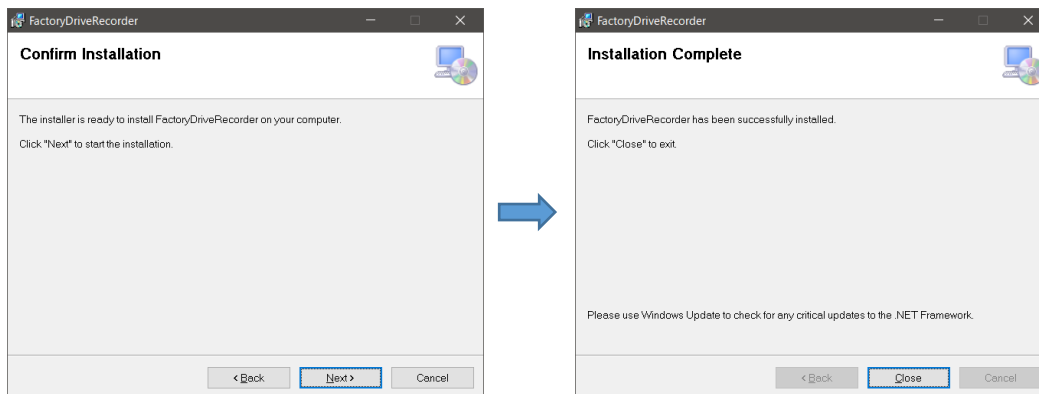 FactoryDriveRecorder
Confirm Installation
The installer is ready to install FactoryDriveRecorder on your computer.
Click "Next" to start the installation.
< Back
Next >
Cancel
FactoryDriveRecorder
Installation Complete
FactoryDriveRecorder has been successfully installed.
Click "Close" to exit.
Please use Windows Update to check for any critical updates to the .NET Framework.
< Back
Close
Cancel